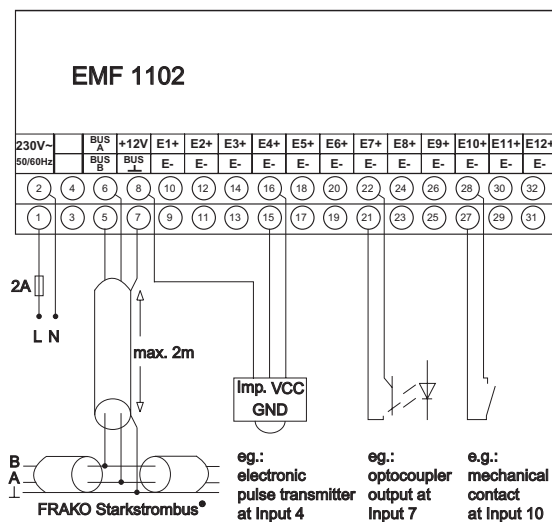 EMF 1102
230V~ BUS A +12V E1+ E2+ E3+ E4+ E5+ E6+ E7+ E8+ E9+ E10+ E11+ E12+
50/60Hz BUS B BUS ⊥ E- E- E- E- E- E- E- E- E- E- E- E-
2 4 6 8 10 12 14 16 18 20 22 24 26 28 30 32
1 3 5 7 9 11 13 15 17 19 21 23 25 27 29 31
2A
L N
max. 2m
Imp. VCC
GND
B
A
⊥
FRAKO Starkstrombus®
eg.:
electronic
pulse transmitter
at Input 4
eg.:
optocoupler
output at
Input 7
e.g.:
mechanical
contact
at Input 10